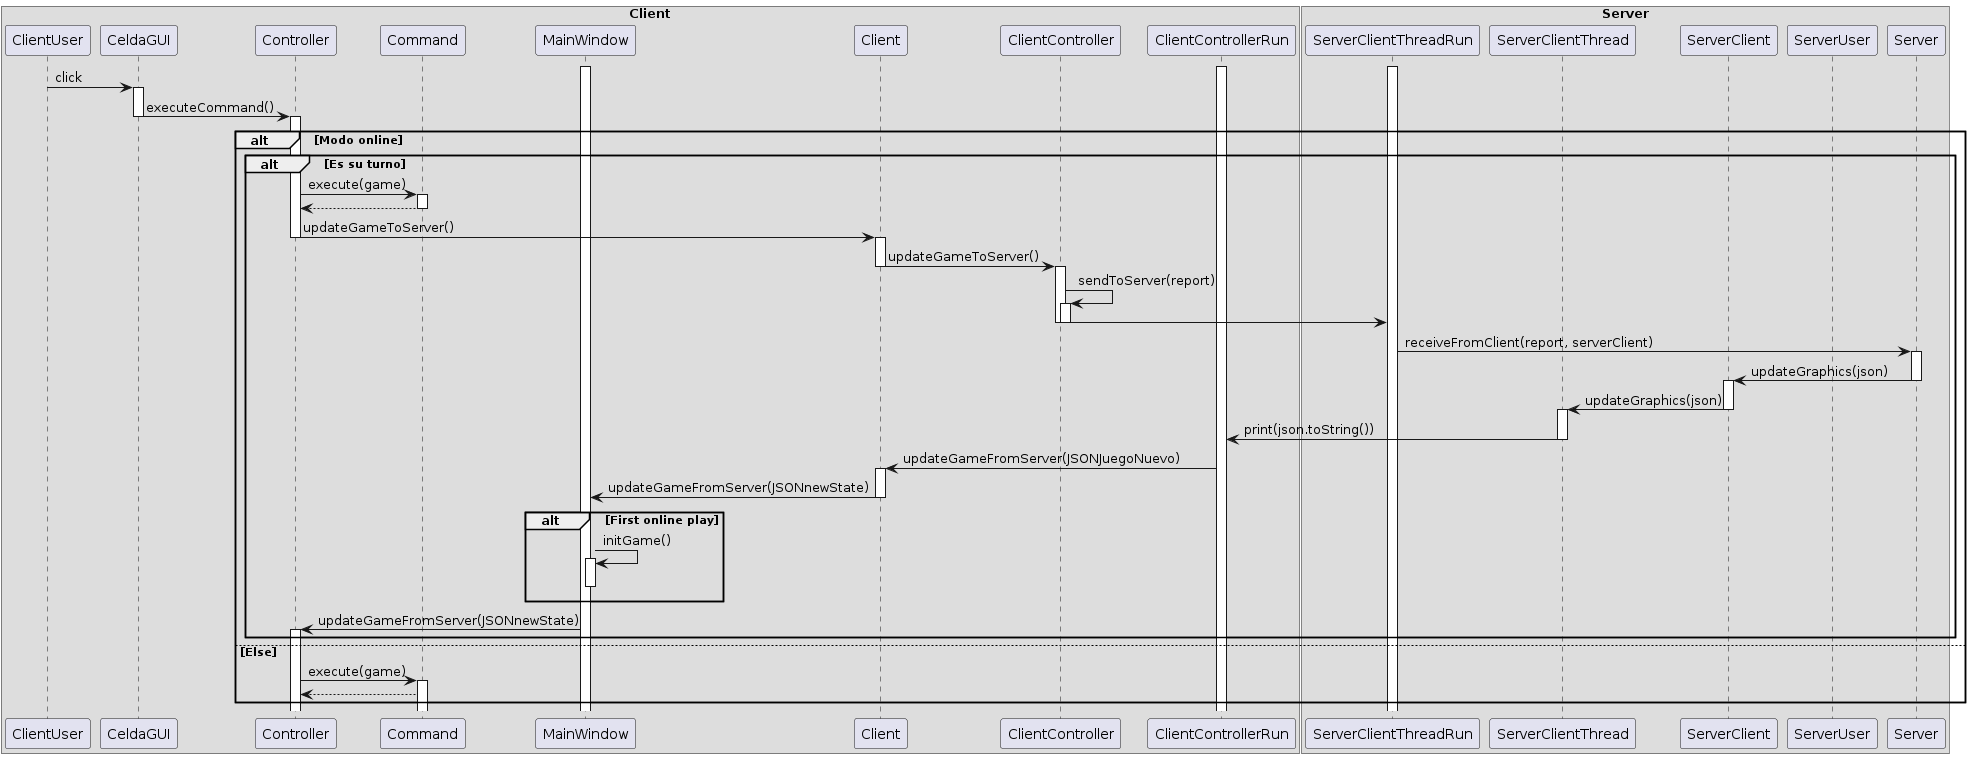 Client
Server
ClientUser
CeldaGUI
Controller
Command
MainWindow
Client
ClientController
ClientControllerRun
ServerClientThreadRun
ServerClientThread
ServerClient
ServerUser
Server
click
executeCommand()
alt [Modo online]
alt [Es su turno]
execute(game)
updateGameToServer()
updateGameToServer()
sendToServer(report)
receiveFromClient(report, serverClient)
updateGraphics(json)
updateGraphics(json)
print(json.toString())
updateGameFromServer(JSONJuegoNuevo)
updateGameFromServer(JSONnewState)
alt [First online play]
initGame()
updateGameFromServer(JSONnewState)
[Else]
execute(game)
ClientUser
CeldaGUI
Controller
Command
MainWindow
Client
ClientController
ClientControllerRun
ServerClientThreadRun
ServerClientThread
ServerClient
ServerUser
Server